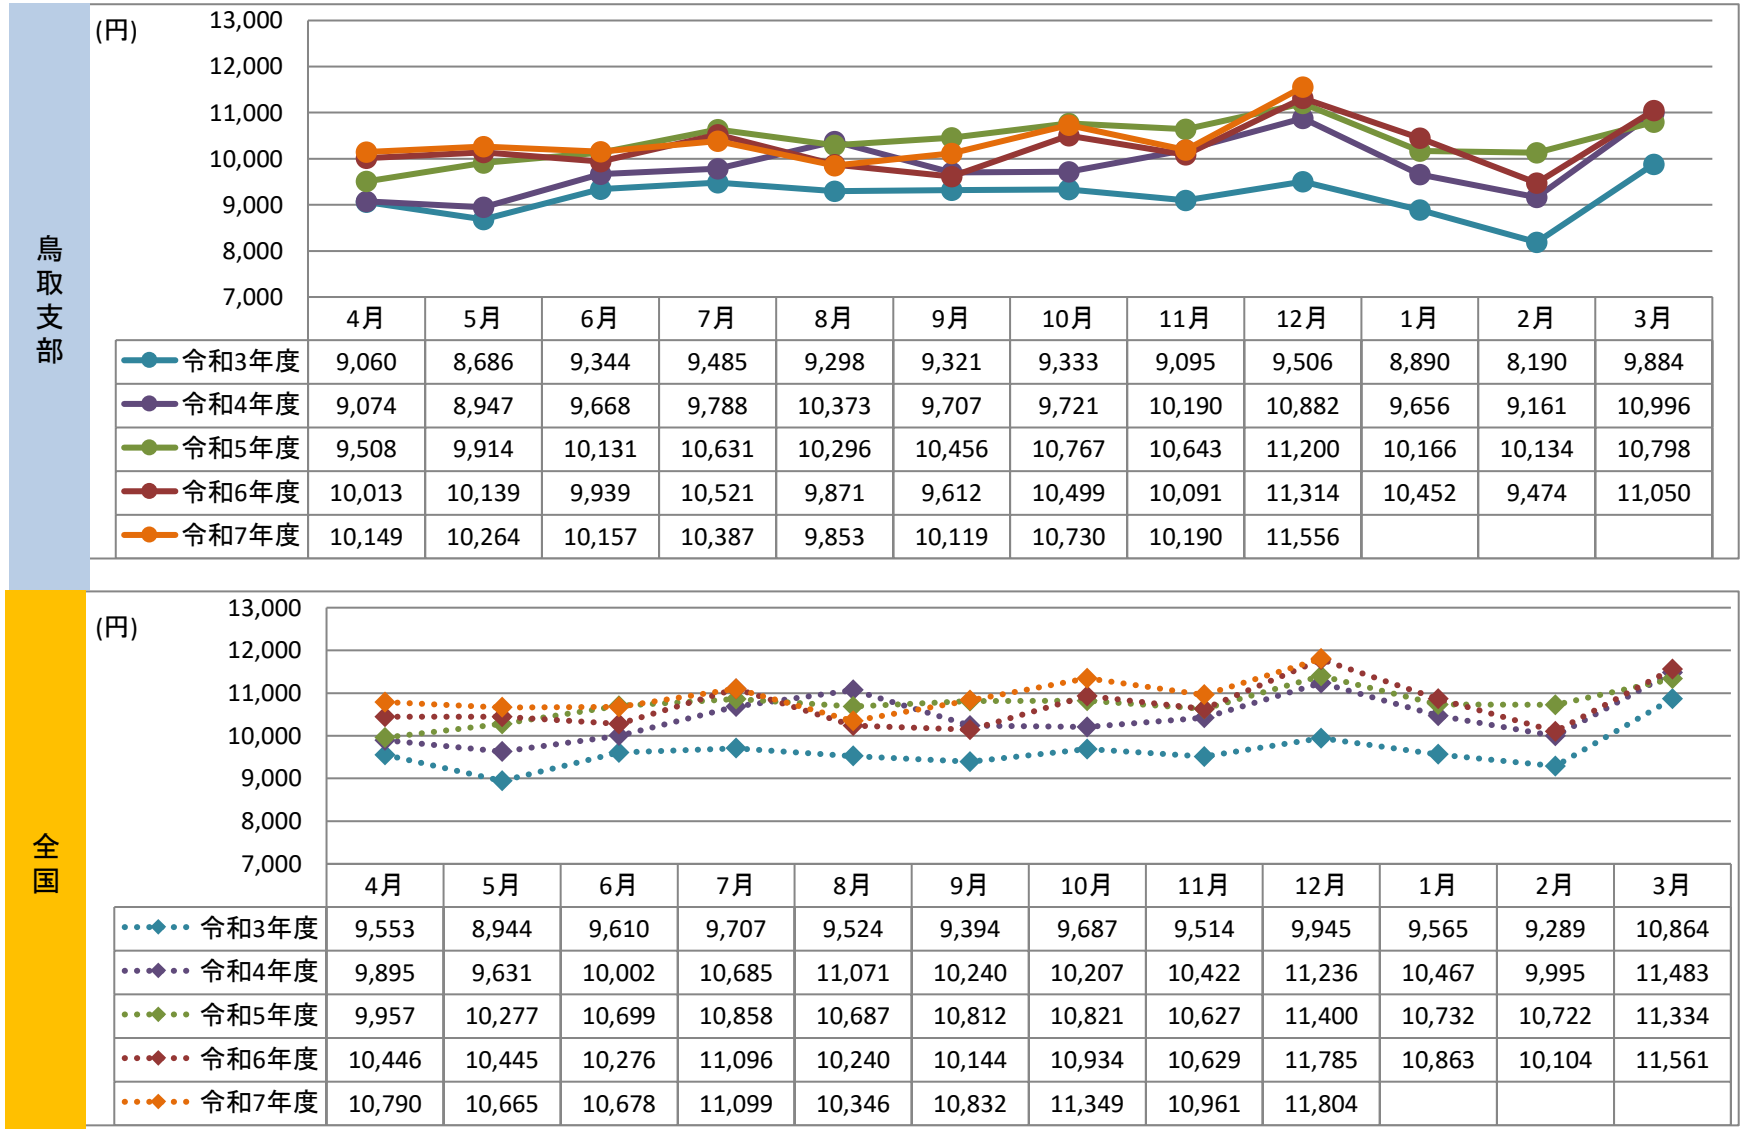 鳥取支部
(円)
13,000
12,000
11,000
10,000
9,000
8,000
7,000
4月 5月 6月 7月 8月 9月 10月 11月 12月 1月 2月 3月
令和3年度 9,060 8,686 9,344 9,485 9,298 9,321 9,333 9,095 9,506 8,890 8,190 9,884
令和4年度 9,074 8,947 9,668 9,788 10,373 9,707 9,721 10,190 10,882 9,656 9,161 10,996
令和5年度 9,508 9,914 10,131 10,631 10,296 10,456 10,767 10,643 11,200 10,166 10,134 10,798
令和6年度 10,013 10,139 9,939 10,521 9,871 9,612 10,499 10,091 11,314 10,452 9,474 11,050
令和7年度 10,149 10,264 10,157 10,387 9,853 10,119 10,730 10,190 11,556
全国
(円)
13,000
12,000
11,000
10,000
9,000
8,000
7,000
4月 5月 6月 7月 8月 9月 10月 11月 12月 1月 2月 3月
令和3年度 9,553 8,944 9,610 9,707 9,524 9,394 9,687 9,514 9,945 9,565 9,289 10,864
令和4年度 9,895 9,631 10,002 10,685 11,071 10,240 10,207 10,422 11,236 10,467 9,995 11,483
令和5年度 9,957 10,277 10,699 10,858 10,687 10,812 10,821 10,627 11,400 10,732 10,722 11,334
令和6年度 10,446 10,445 10,276 11,096 10,240 10,144 10,934 10,629 11,785 10,863 10,104 11,561
令和7年度 10,790 10,665 10,678 11,099 10,346 10,832 11,349 10,961 11,804